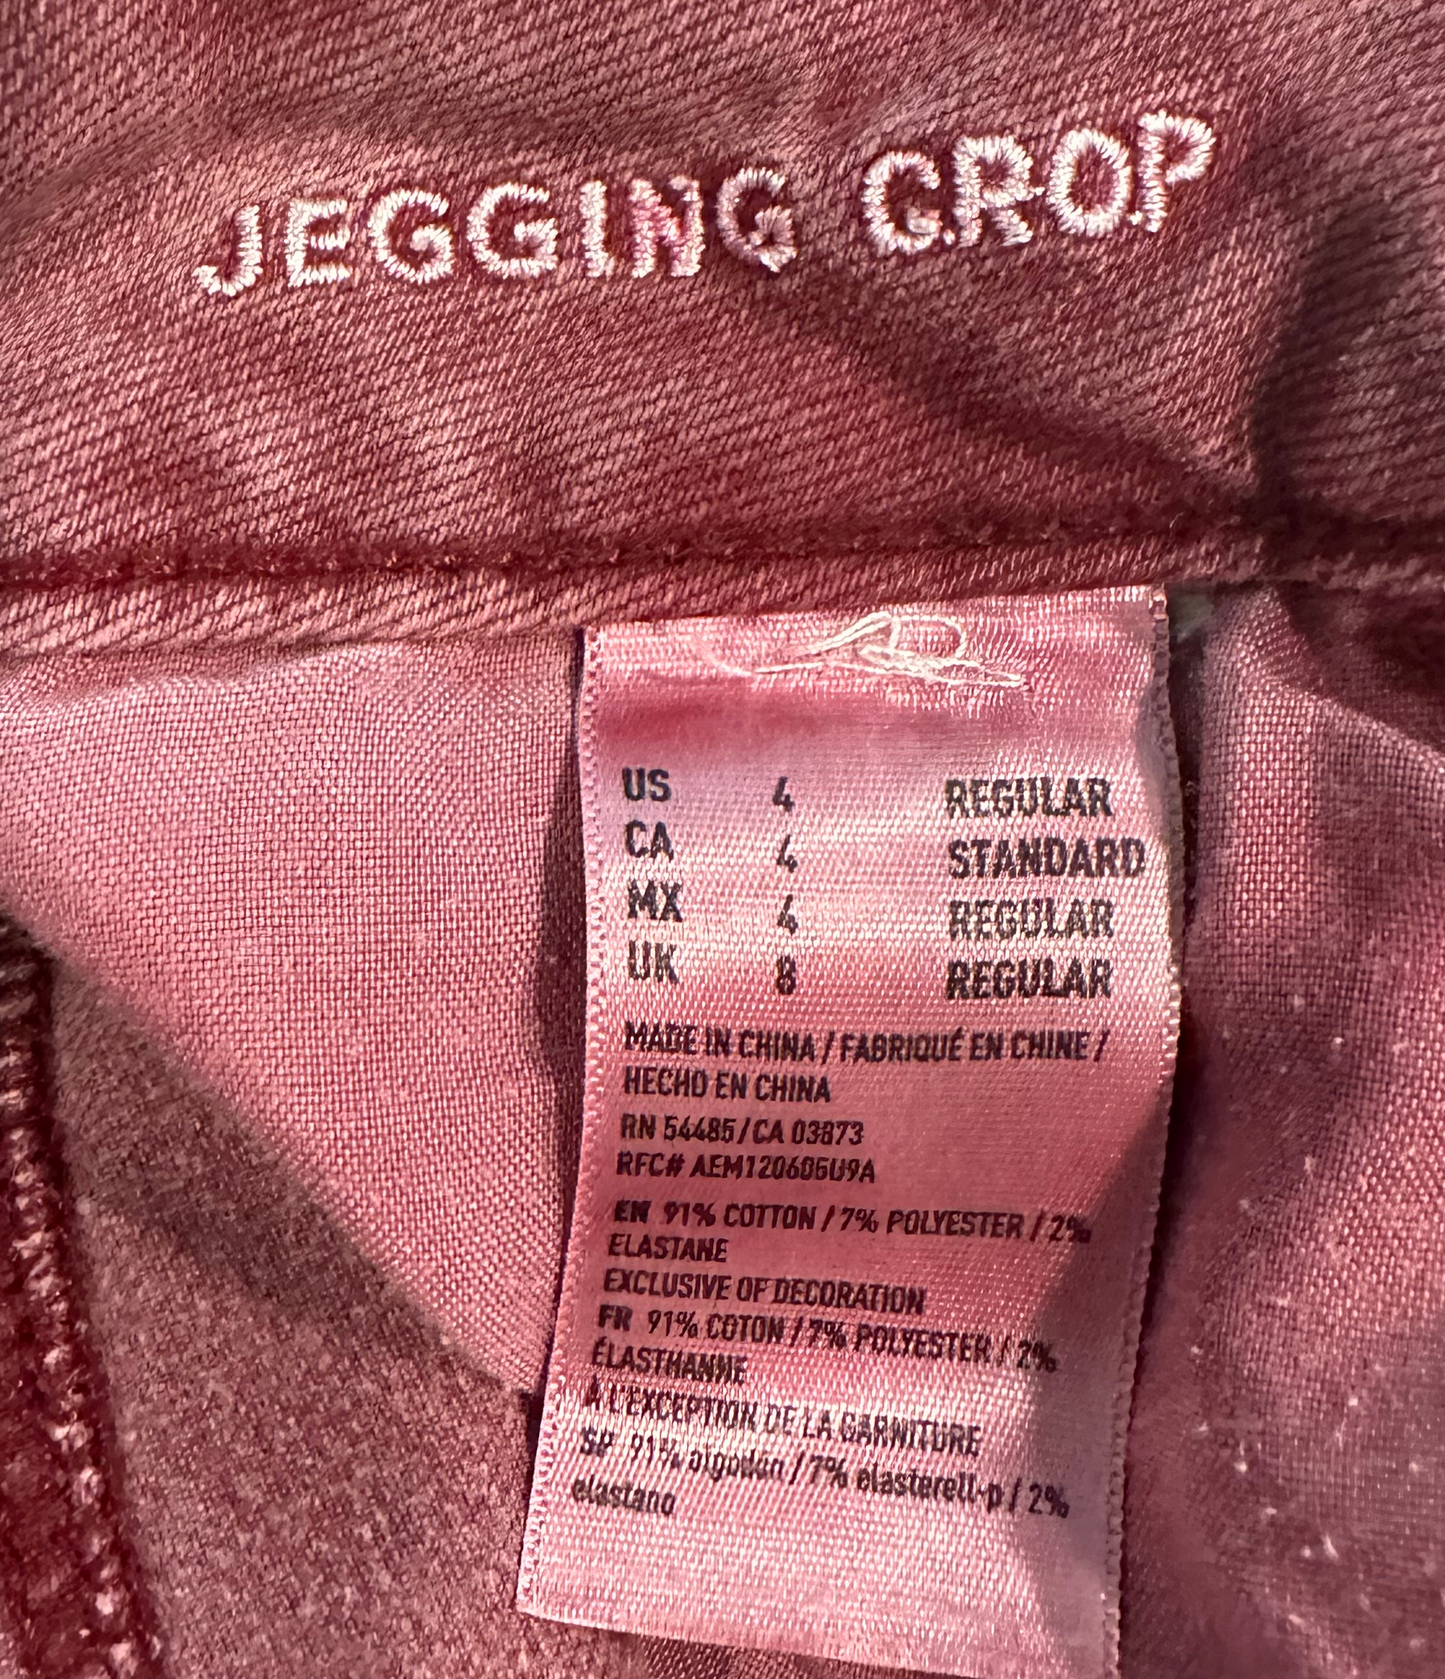 JEGGING CROP
US 4 REGULAR
CA 4 STANDARD
MX 4 REGULAR
UK 8 REGULAR
MADE IN CHINA / FABRIQUÉ EN CHINE /
HECHO EN CHINA
RN 54485/CA 03873
RFC# AEM120605U9A
EN 91% COTTON / 7% POLYESTER / 2%
ELASTANE
EXCLUSIVE OF DECORATION
FR 91% COTON / 7% POLYESTER / 2%
ÉLASTHANNE
À L'EXCEPTION DE LA GARNITURE
SP 91% algodón / 7% elasterell-p / 2%
elastano